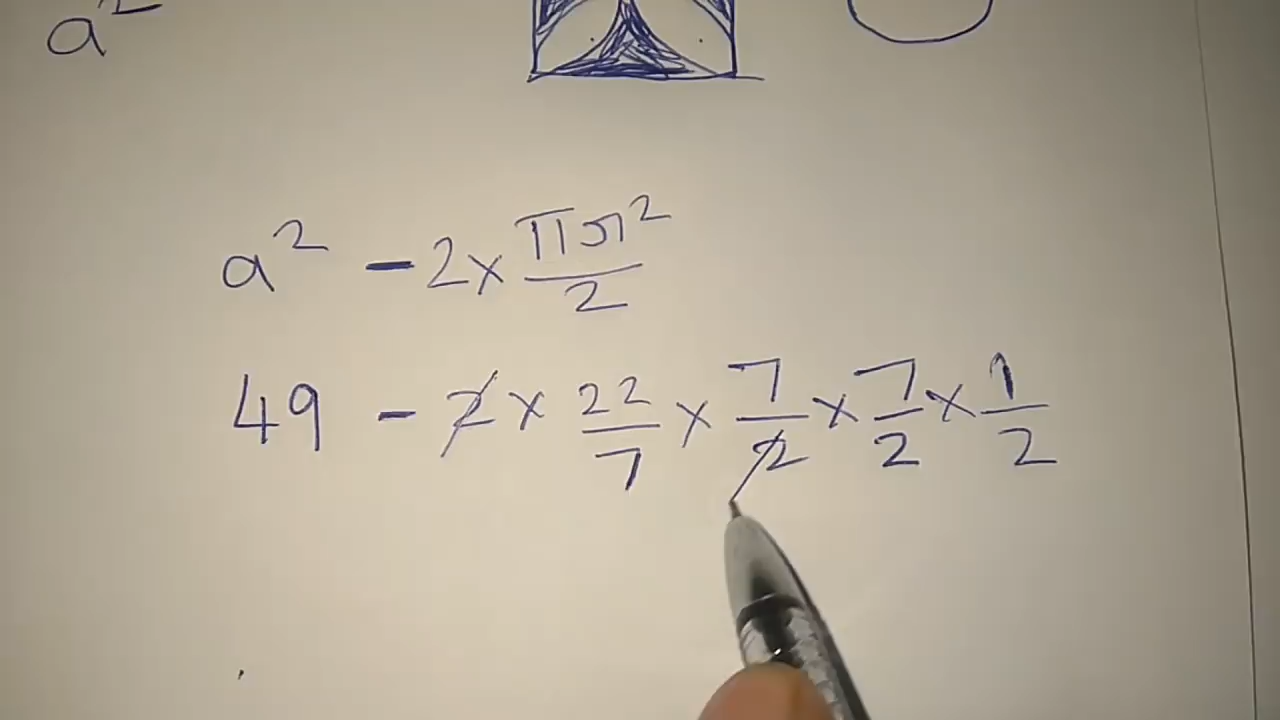 a²
a² - 2 × πr²/2
49 - 2 × 22/7 × 7/2 × 7/2 × 1/2